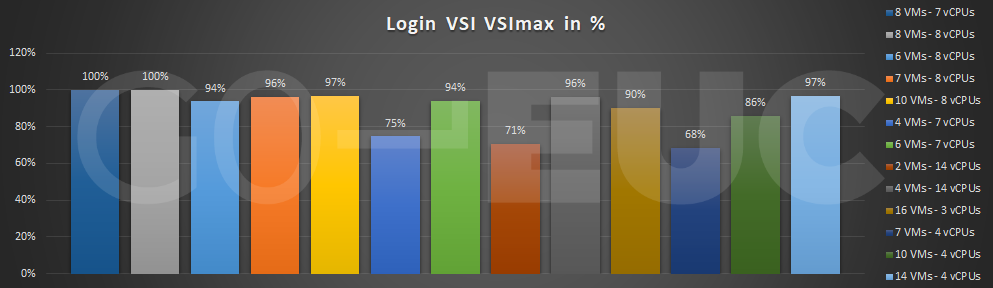 Login VSI VSImax in %
120%
100%
80%
60%
40%
20%
0%
100%
100%
94%
96%
97%
75%
94%
71%
96%
90%
68%
86%
97%
GO-EUC
8 VMs - 7 vCPUs
8 VMs - 8 vCPUs
6 VMs - 8 vCPUs
7 VMs - 8 vCPUs
10 VMs - 8 vCPUs
4 VMs - 7 vCPUs
6 VMs - 7 vCPUs
2 VMs - 14 vCPUs
4 VMs - 14 vCPUs
16 VMs - 3 vCPUs
7 VMs - 4 vCPUs
10 VMs - 4 vCPUs
14 VMs - 4 vCPUs